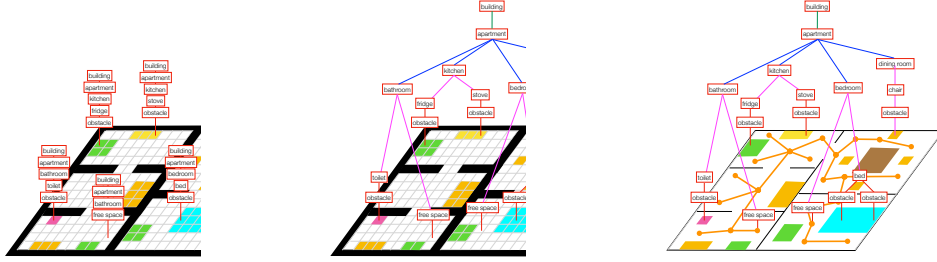 building
apartment
kitchen
fridge
obstacle
building
apartment
kitchen
stove
obstacle
building
apartment
bathroom
toilet
obstacle
building
apartment
bathroom
free space
building
apartment
bedroom
bed
obstacle
building
apartment
kitchen
bathroom
fridge
stove
bedro
obstacle
obstacle
toilet
obstacle
free space
free space
obstacle
building
apartment
dining room
kitchen
bathroom
bedroom
chair
fridge
stove
obstacle
obstacle
obstacle
toilet
bed
obstacle
obstacle
obstacle
free space
free space